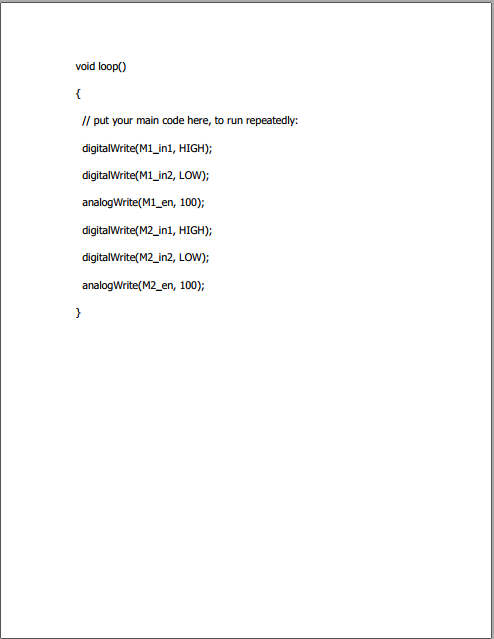 void loop()
{
// put your main code here, to run repeatedly:
digitalWrite(M1_in1, HIGH);
digitalWrite(M1_in2, LOW);
analogWrite(M1_en, 100);
digitalWrite(M2_in1, HIGH);
digitalWrite(M2_in2, LOW);
analogWrite(M2_en, 100);
}